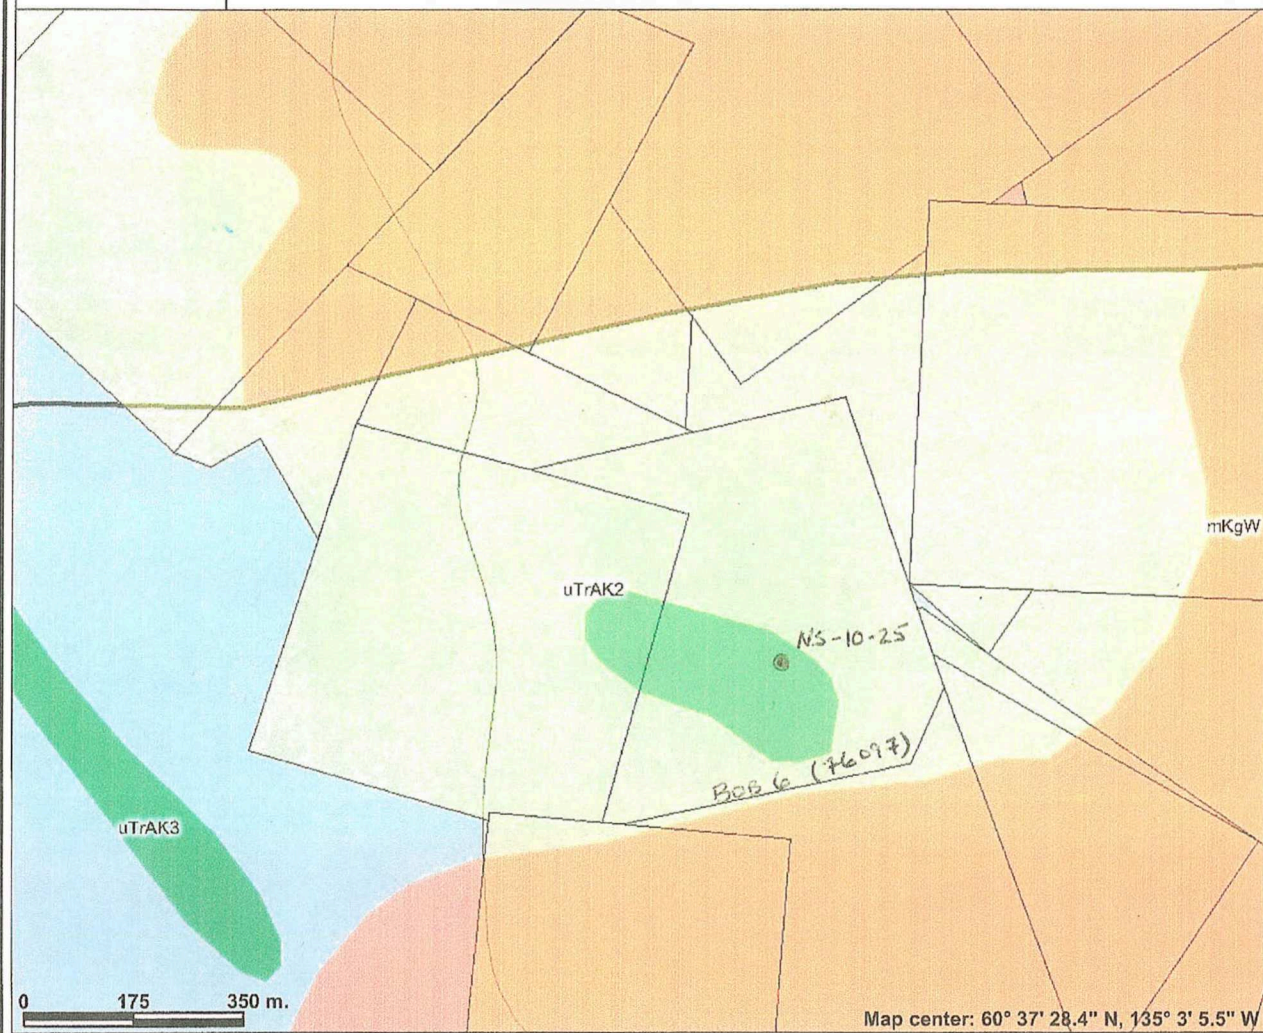 mKgW
uTrAK2
NS-10-25
BOB 6 (76097)
uTrAK3
0 175 350 m.
Map center: 60° 37' 28.4" N, 135° 3' 5.5" W